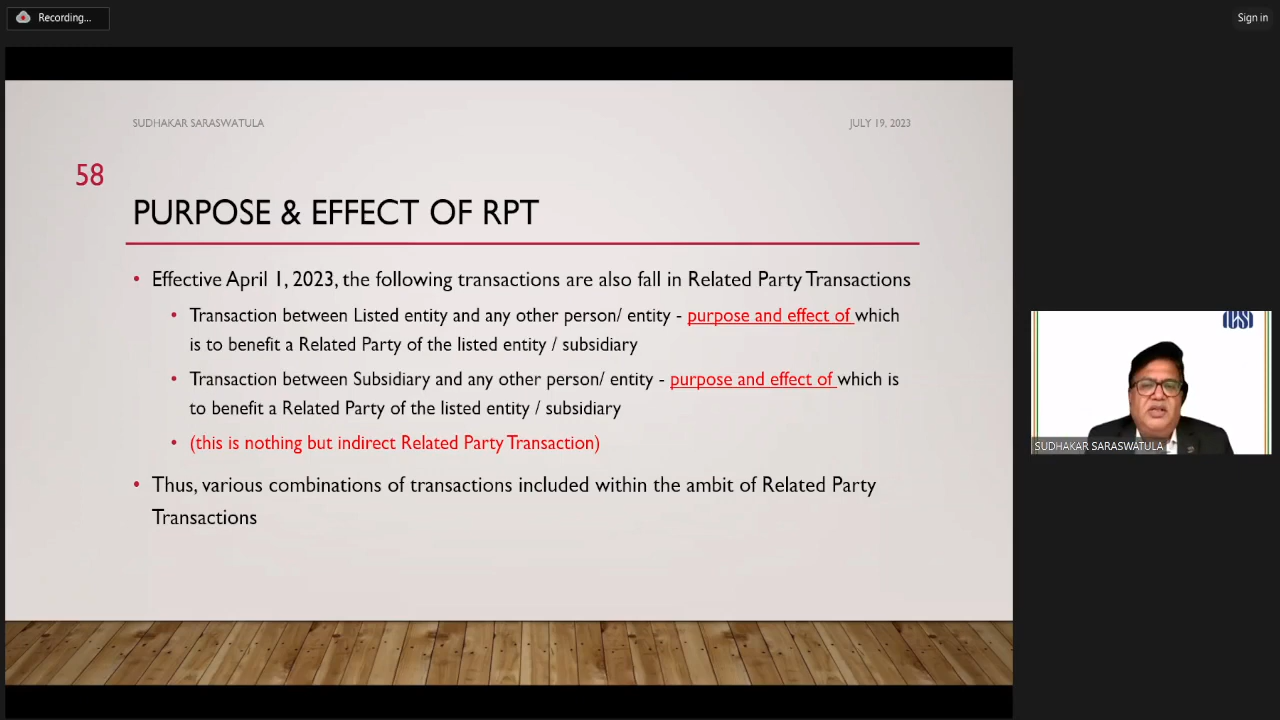 Recording...
Sign in
SUDHAKAR SARASWATULA
JULY 19, 2023
58
PURPOSE & EFFECT OF RPT
• Effective April 1, 2023, the following transactions are also fall in Related Party Transactions
• Transaction between Listed entity and any other person/ entity - purpose and effect of which
is to benefit a Related Party of the listed entity / subsidiary
• Transaction between Subsidiary and any other person/ entity - purpose and effect of which is
to benefit a Related Party of the listed entity / subsidiary
• (this is nothing but indirect Related Party Transaction)
• Thus, various combinations of transactions included within the ambit of Related Party
Transactions
SUDHAKAR SARASWATULA